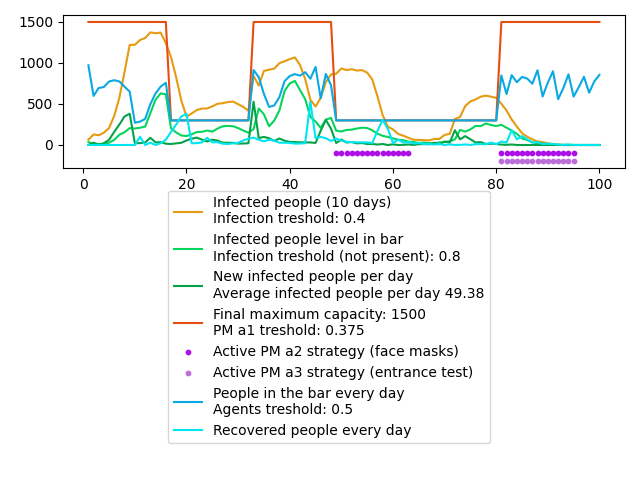 1500
1000
500
0
0 20 40 60 80 100
Infected people (10 days)
Infection treshold: 0.4
Infected people level in bar
Infection treshold (not present): 0.8
New infected people per day
Average infected people per day 49.38
Final maximum capacity: 1500
PM a1 treshold: 0.375
Active PM a2 strategy (face masks)
Active PM a3 strategy (entrance test)
People in the bar every day
Agents treshold: 0.5
Recovered people every day